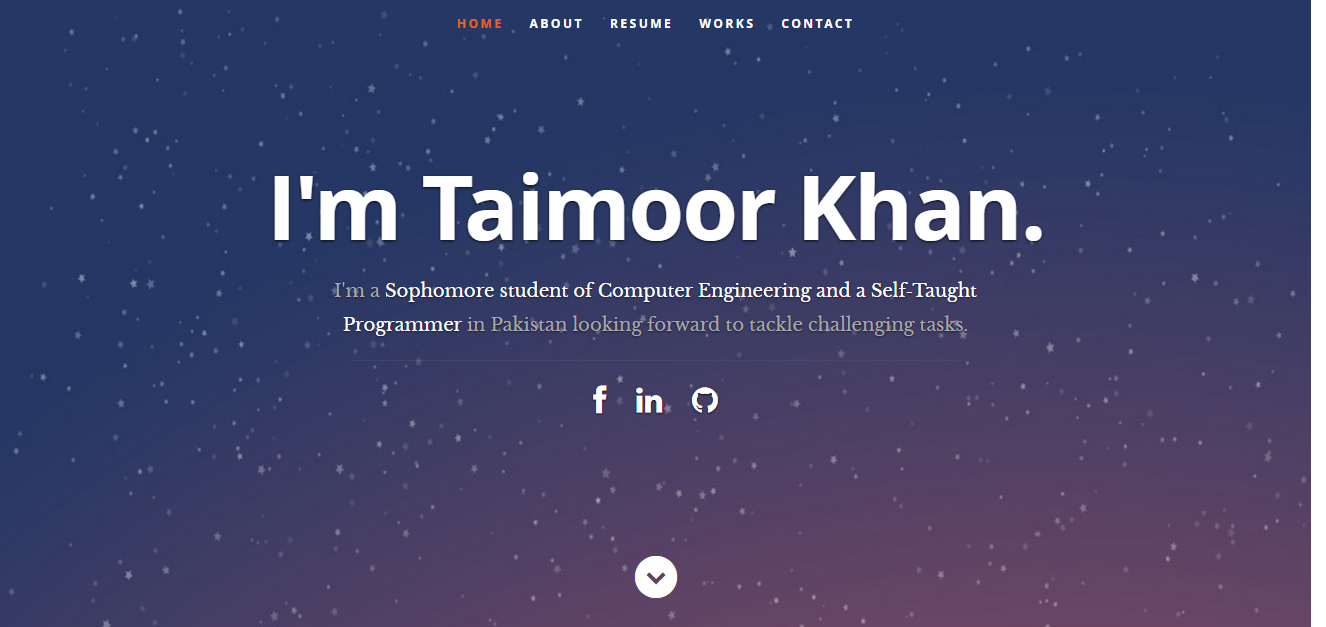 HOME ABOUT RESUME WORKS CONTACT
I'm Taimoor Khan.
I'm a Sophomore student of Computer Engineering and a Self-Taught
Programmer in Pakistan looking forward to tackle challenging tasks.